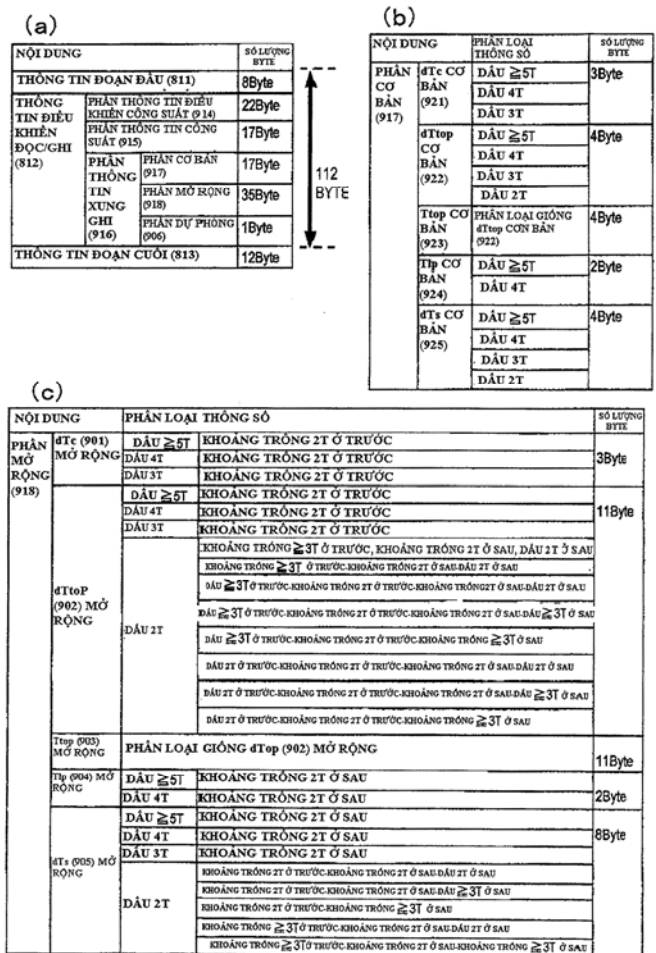 (a)
NỘI DUNG
SỐ LƯỢNG
BYTE
THÔNG TIN ĐOẠN ĐẦU (811)
8Byte
THÔNG
TIN ĐIỀU
KHIỂN
ĐỌC/GHI
(812)
PHẦN THÔNG TIN ĐIỀU
KHIỂN CÔNG SUẤT (914)
22Byte
PHẦN THÔNG TIN CÔNG
SUẤT (915)
17Byte
PHẦN
THÔNG
TIN
XUNG
GHI
(916)
PHẦN CƠ BẢN
(917)
17Byte
PHẦN MỞ RỘNG
(918)
35Byte
PHẦN DỰ PHÒNG
(906)
1Byte
THÔNG TIN ĐOẠN CUỐI (813)
12Byte
112
BYTE
(b)
NỘI DUNG
PHÂN LOẠI
THÔNG SỐ
SỐ LƯỢNG
BYTE
PHẦN
CƠ
BẢN
(917)
dTc CƠ
BẢN
(921)
DẤU ≧5T
DẤU 4T
DẤU 3T
3Byte
dTtop
CƠ
BẢN
(922)
DẤU ≧5T
DẤU 4T
DẤU 3T
DẤU 2T
4Byte
Ttop CƠ
BẢN
(923)
PHÂN LOẠI GIỐNG
dTtop CƠN BẢN
(922)
4Byte
Tlp CƠ
BẢN
(924)
DẤU ≧5T
DẤU 4T
2Byte
dTs CƠ
BẢN
(925)
DẤU ≧5T
DẤU 4T
DẤU 3T
DẤU 2T
4Byte
(c)
NỘI DUNG
PHÂN LOẠI THÔNG SỐ
SỐ LƯỢNG
BYTE
PHẦN
MỞ
RỘNG
(918)
dTc (901)
MỞ RỘNG
DẤU ≧5T KHOẢNG TRỐNG 2T Ở TRƯỚC
DẤU 4T KHOẢNG TRỐNG 2T Ở TRƯỚC
DẤU 3T KHOẢNG TRỐNG 2T Ở TRƯỚC
3Byte
dTtoP
(902) MỞ
RỘNG
DẤU ≧5T KHOẢNG TRỐNG 2T Ở TRƯỚC
DẤU 4T KHOẢNG TRỐNG 2T Ở TRƯỚC
DẤU 3T KHOẢNG TRỐNG 2T Ở TRƯỚC
11Byte
DẤU 2T
KHOẢNG TRỐNG ≧3T Ở TRƯỚC, KHOẢNG TRỐNG 2T Ở SAU, DẤU 2T Ở SAU
KHOẢNG TRỐNG ≧3T Ở TRƯỚC-KHOẢNG TRỐNG 2T Ở SAU-DẤU 2T Ở SAU
DẤU ≧3T Ở TRƯỚC-KHOẢNG TRỐNG 2T Ở TRƯỚC-KHOẢNG TRỐNG2T Ở SAU-DẤU 2T Ở SAU
DẤU ≧3T Ở TRƯỚC-KHOẢNG TRỐNG 2T Ở TRƯỚC-KHOẢNG TRỐNG 2T Ở SAU-DẤU ≧3T Ở SAU
DẤU ≧3T Ở TRƯỚC-KHOẢNG TRỐNG 2T Ở TRƯỚC-KHOẢNG TRỐNG ≧3T Ở SAU
DẤU 2T Ở TRƯỚC-KHOẢNG TRỐNG 2T Ở TRƯỚC-KHOẢNG TRỐNG 2T Ở SAU-DẤU 2T Ở SAU
DẤU 2T Ở TRƯỚC-KHOẢNG TRỐNG 2T Ở TRƯỚC-KHOẢNG TRỐNG 2T Ở SAU-DẤU ≧3T Ở SAU
DẤU 2T Ở TRƯỚC-KHOẢNG TRỐNG 2T Ở TRƯỚC-KHOẢNG TRỐNG ≧3T Ở SAU
Ttop (903)
MỞ RỘNG
PHÂN LOẠI GIỐNG dTop (902) MỞ RỘNG
11Byte
Tlp (904) MỞ
RỘNG
DẤU ≧5T KHOẢNG TRỐNG 2T Ở SAU
DẤU 4T KHOẢNG TRỐNG 2T Ở SAU
2Byte
dTs (905) MỞ
RỘNG
DẤU ≧5T KHOẢNG TRỐNG 2T Ở SAU
DẤU 4T KHOẢNG TRỐNG 2T Ở SAU
DẤU 3T KHOẢNG TRỐNG 2T Ở SAU
8Byte
DẤU 2T
KHOẢNG TRỐNG 2T Ở TRƯỚC-KHOẢNG TRỐNG 2T Ở SAU-DẤU 2T Ở SAU
KHOẢNG TRỐNG 2T Ở TRƯỚC-KHOẢNG TRỐNG 2T Ở SAU-DẤU ≧3T Ở SAU
KHOẢNG TRỐNG 2T Ở TRƯỚC-KHOẢNG TRỐNG ≧3T Ở SAU
KHOẢNG TRỐNG ≧3T Ở TRƯỚC-KHOẢNG TRỐNG 2T Ở SAU-DẤU 2T Ở SAU
KHOẢNG TRỐNG ≧3T Ở TRƯỚC-KHOẢNG TRỐNG 2T Ở SAU-KHOẢNG TRỐNG ≧3T Ở SAU